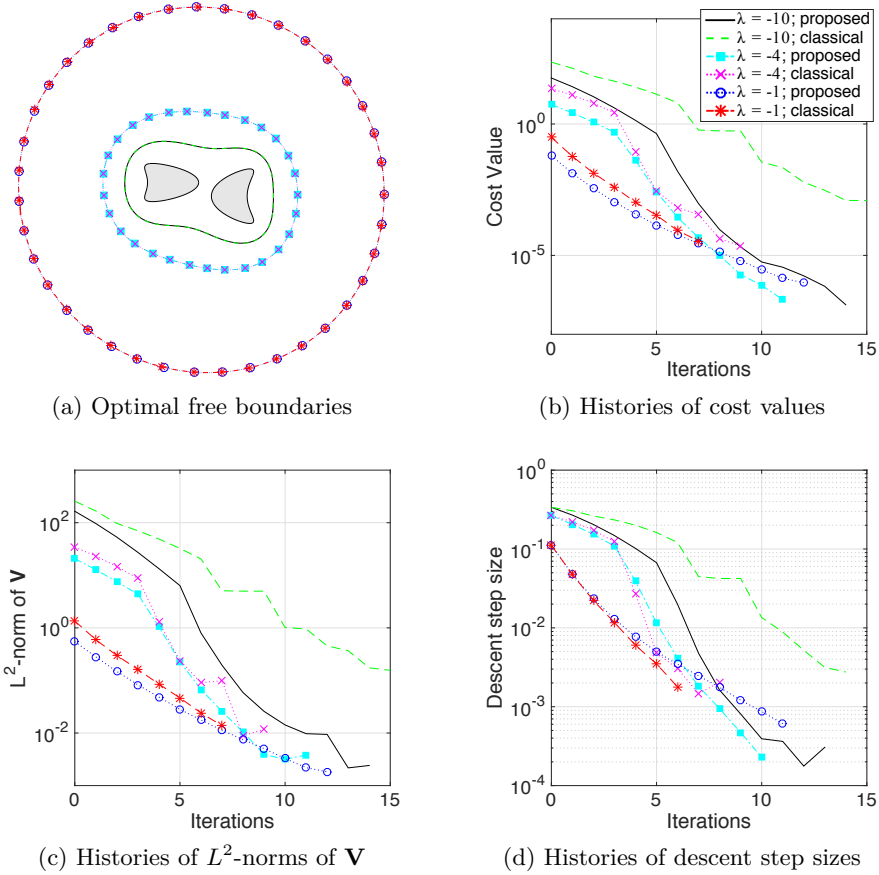 λ = -10; proposed
λ = -10; classical
λ = -4; proposed
λ = -4; classical
λ = -1; proposed
λ = -1; classical
Cost Value
10^0
10^-5
0 5 10 15
Iterations
(a) Optimal free boundaries
(b) Histories of cost values
L^2-norm of V
10^2
10^0
10^-2
0 5 10 15
Iterations
Descent step size
10^0
10^-1
10^-2
10^-3
10^-4
0 5 10 15
Iterations
(c) Histories of L^2-norms of V
(d) Histories of descent step sizes